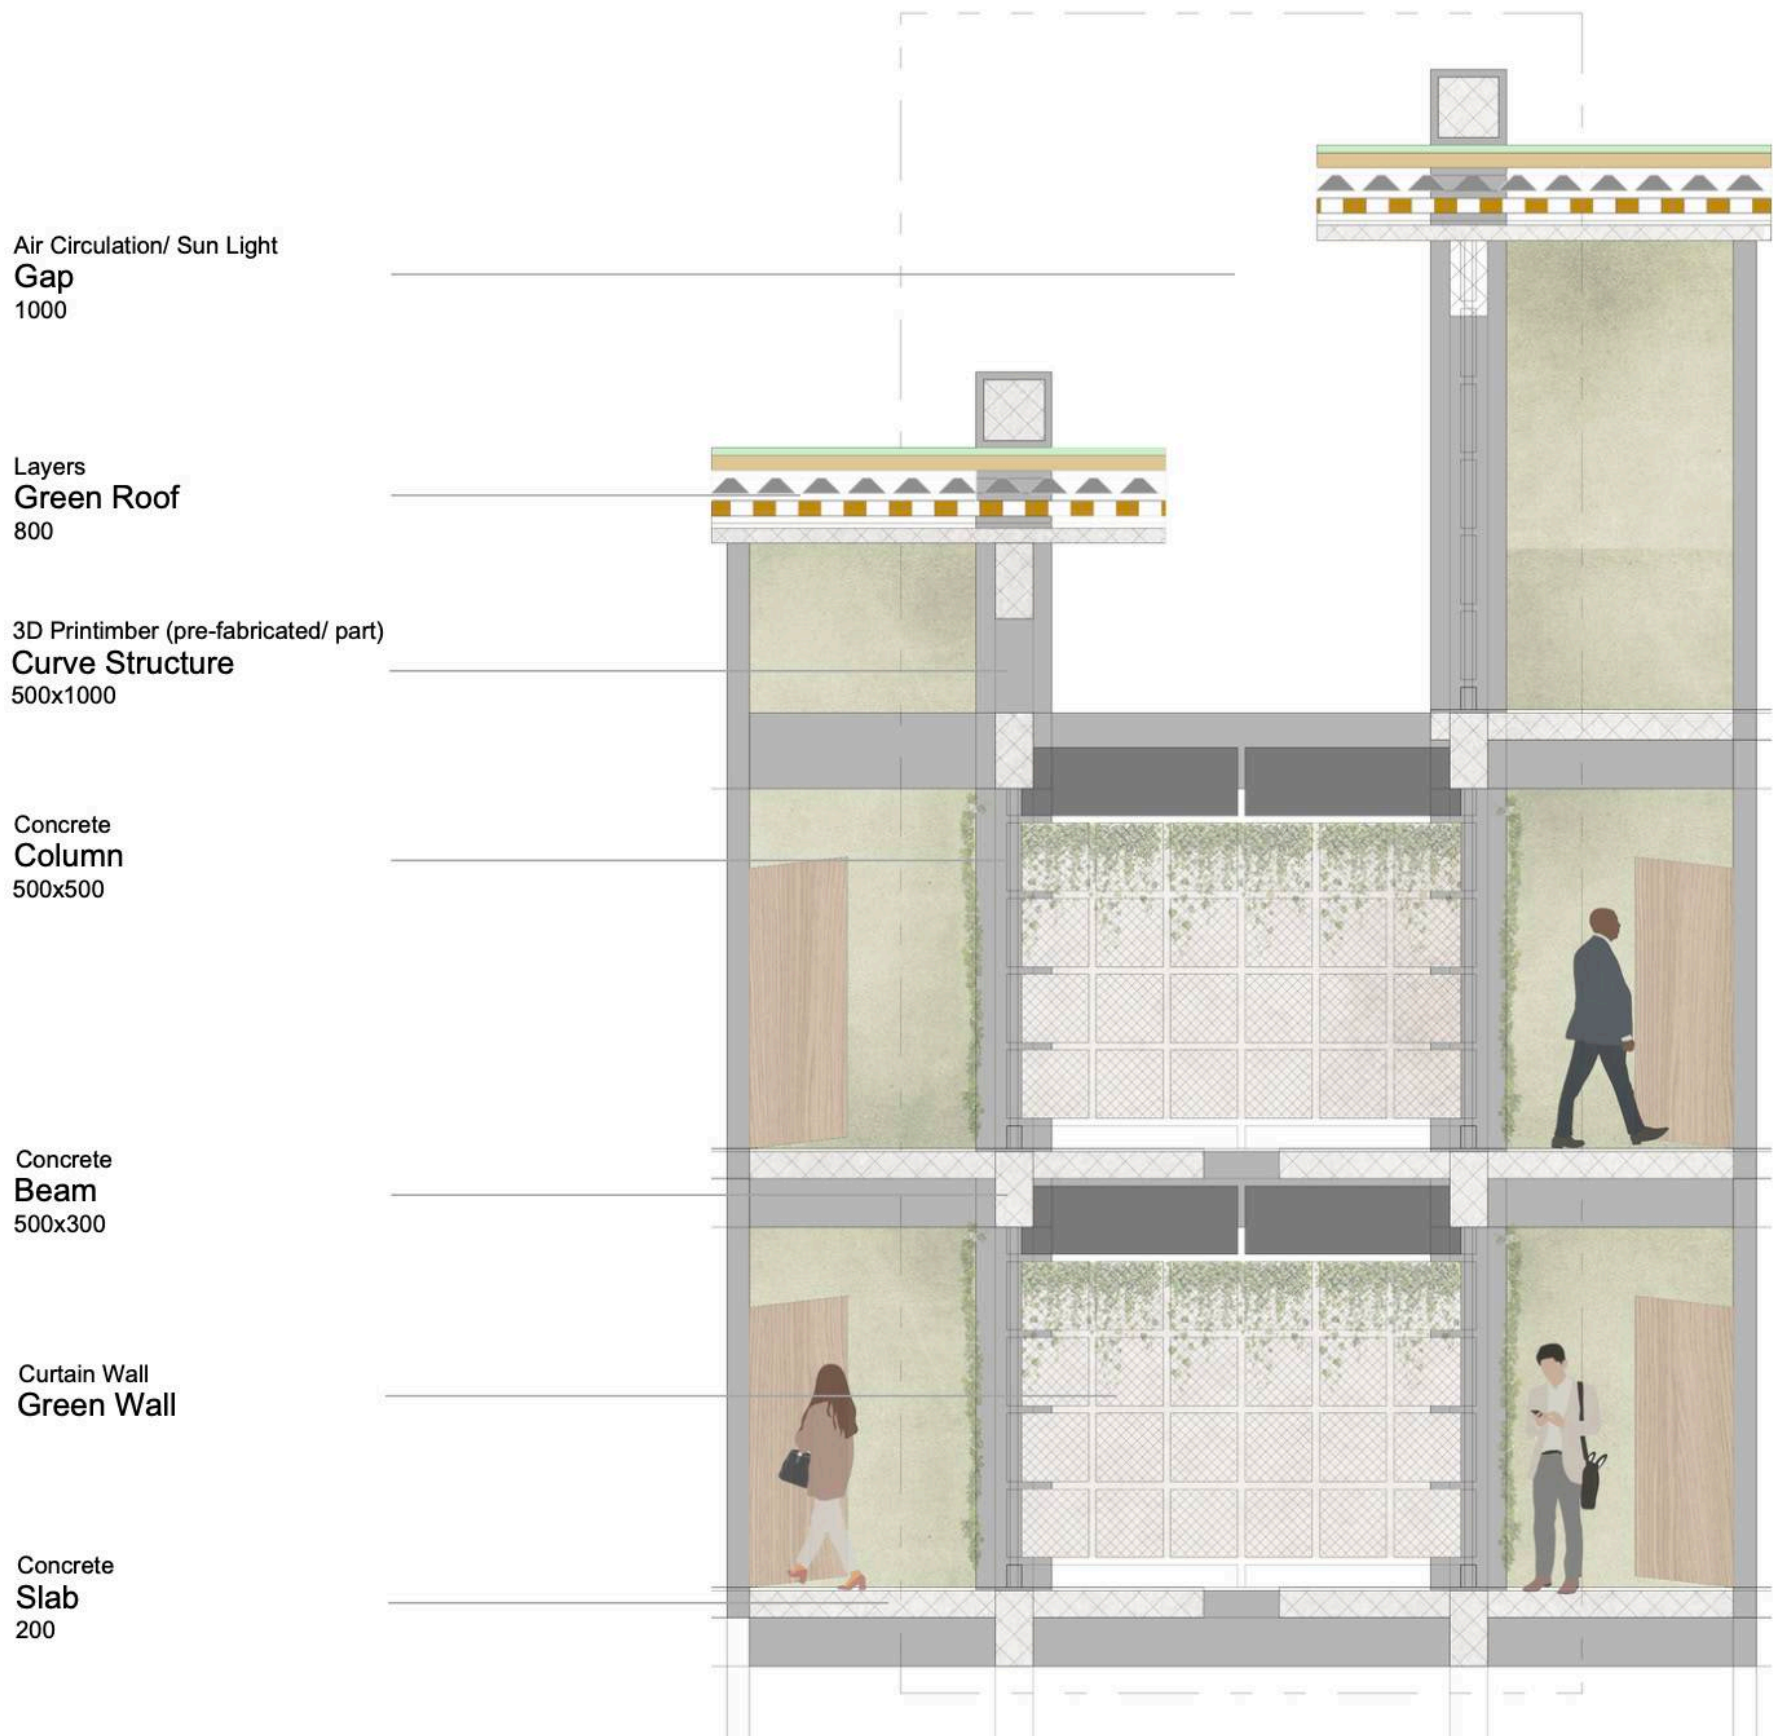 Air Circulation/ Sun Light
Gap
1000
Layers
Green Roof
800
3D Printimber (pre-fabricated/ part)
Curve Structure
500x1000
Concrete
Column
500x500
Concrete
Beam
500x300
Curtain Wall
Green Wall
Concrete
Slab
200